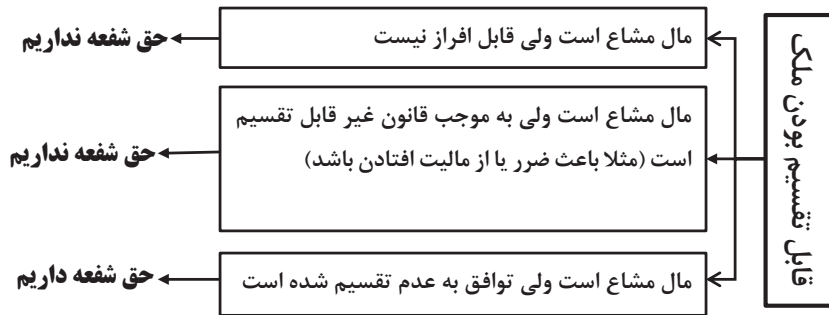 قابل تقسیم بودن ملک
مال مشاع است ولی قابل افراز نیست
حق شفعه نداریم
مال مشاع است ولی به موجب قانون غیر قابل تقسیم
است (مثلا باعث ضرر یا از مالیت افتادن باشد)
حق شفعه نداریم
مال مشاع است ولی توافق به عدم تقسیم شده است
حق شفعه داریم